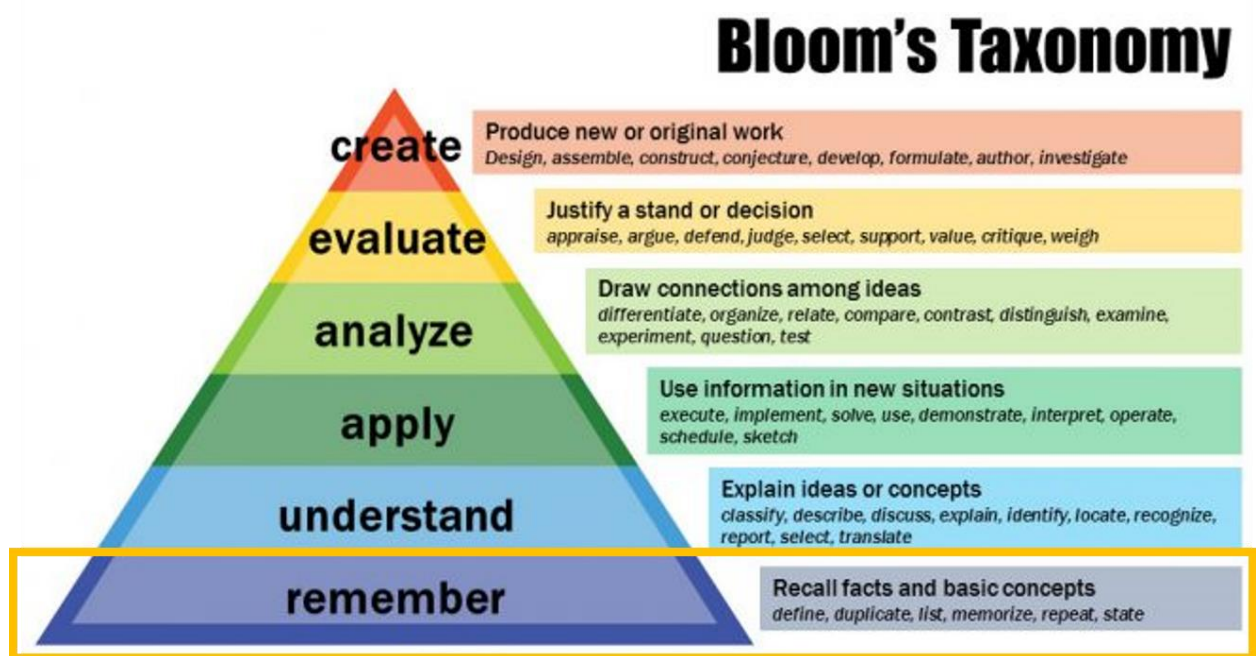 Bloom's Taxonomy
create
Produce new or original work
Design, assemble, construct, conjecture, develop, formulate, author, investigate
evaluate
Justify a stand or decision
appraise, argue, defend, judge, select, support, value, critique, weigh
analyze
Draw connections among ideas
differentiate, organize, relate, compare, contrast, distinguish, examine,
experiment, question, test
apply
Use information in new situations
execute, implement, solve, use, demonstrate, interpret, operate,
schedule, sketch
understand
Explain ideas or concepts
classify, describe, discuss, explain, identify, locate, recognize,
report, select, translate
remember
Recall facts and basic concepts
define, duplicate, list, memorize, repeat, state